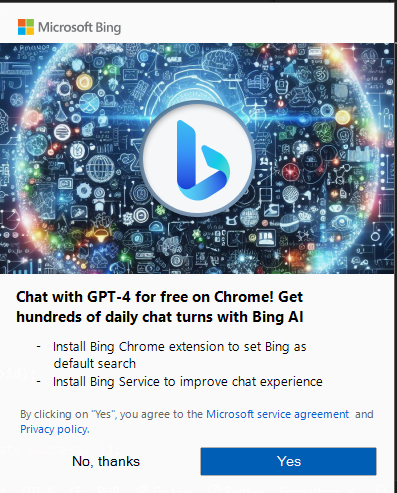 Microsoft Bing
Chat with GPT-4 for free on Chrome! Get
hundreds of daily chat turns with Bing AI
- Install Bing Chrome extension to set Bing as
default search
- Install Bing Service to improve chat experience
By clicking on "Yes", you agree to the Microsoft service agreement and
Privacy policy.
No, thanks
Yes